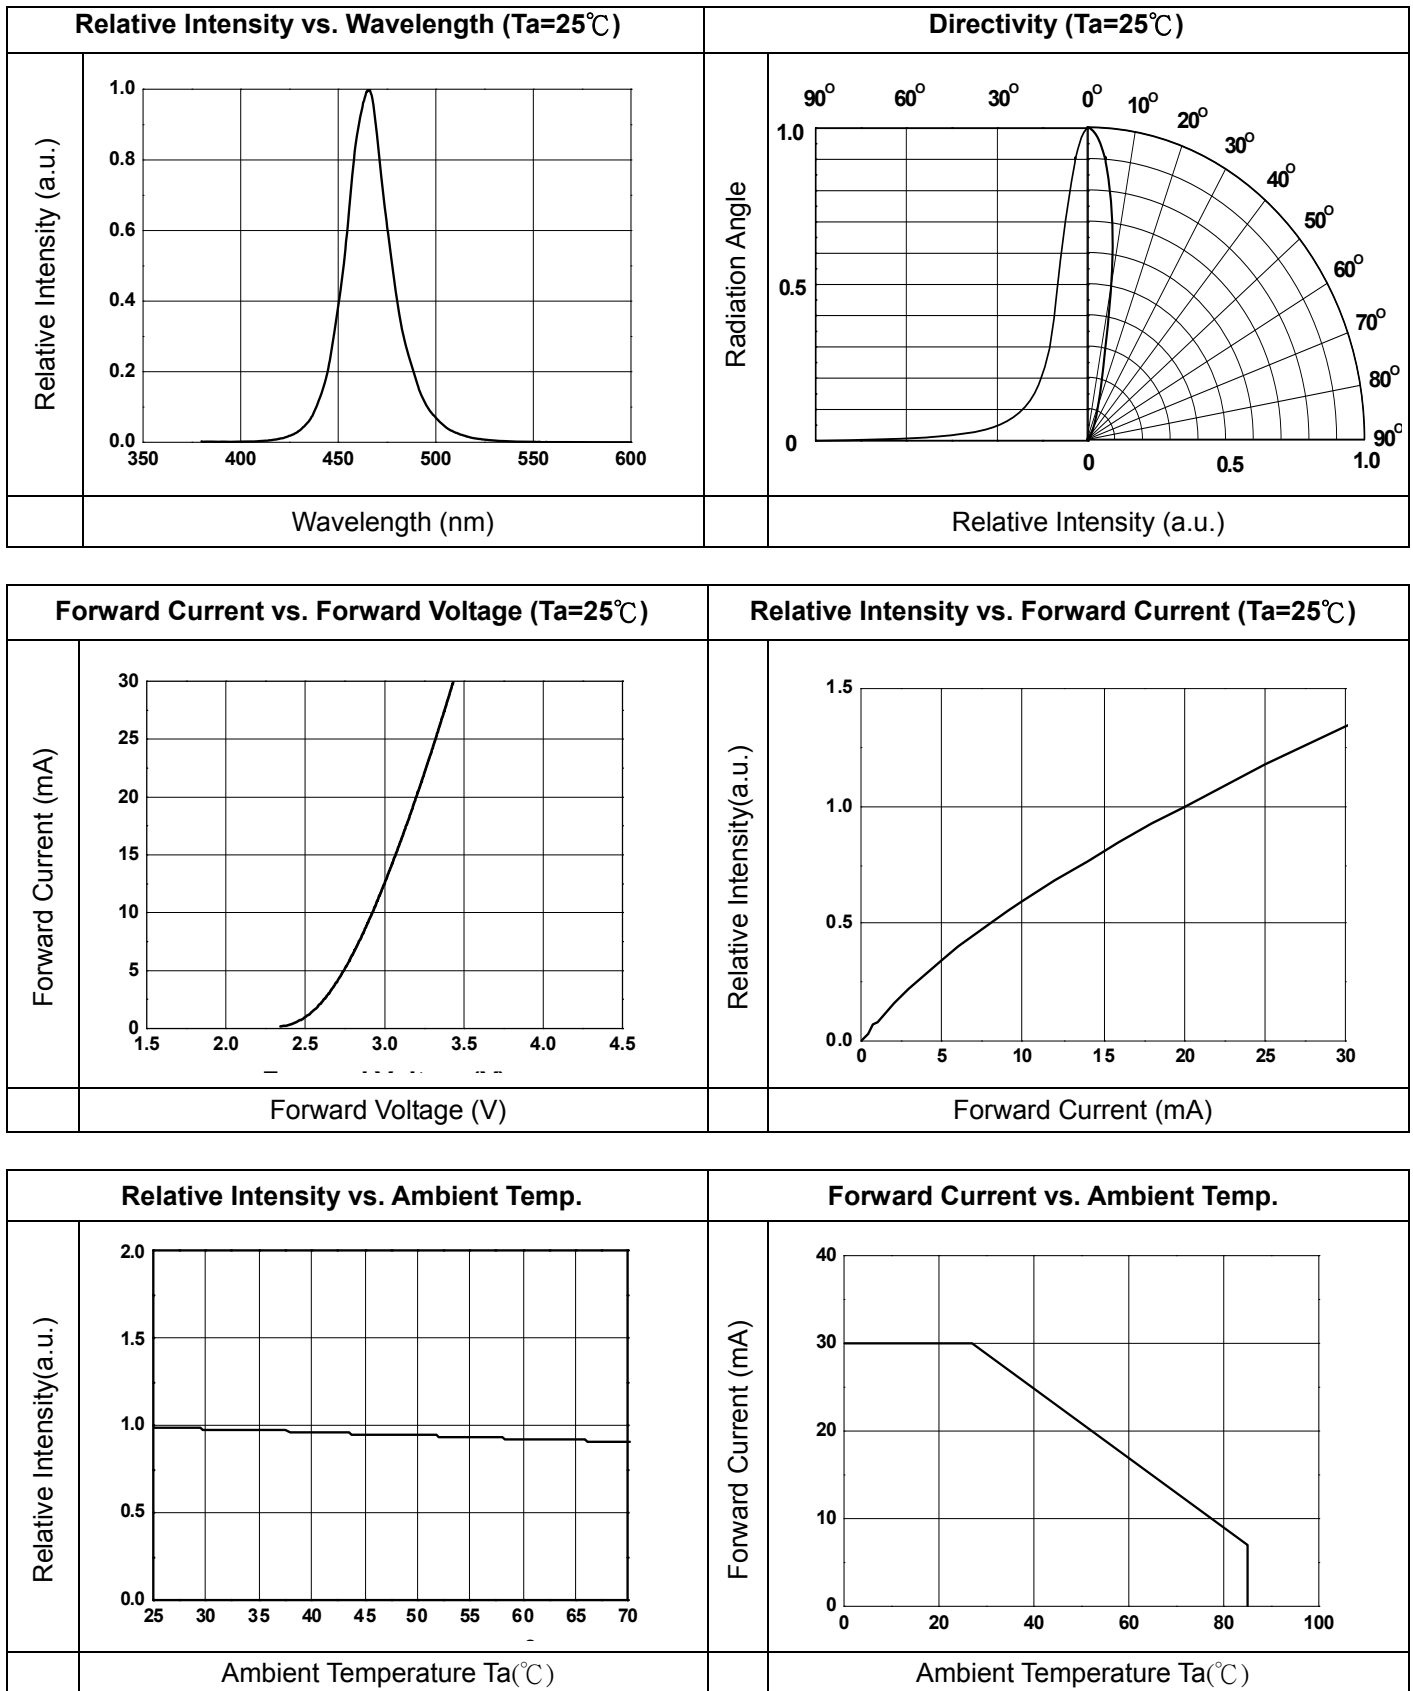 Relative Intensity vs. Wavelength (Ta=25℃)
Directivity (Ta=25℃)
Relative Intensity (a.u.)
1.0
0.8
0.6
0.4
0.2
0.0
350 400 450 500 550 600
Wavelength (nm)
Radiation Angle
90° 60° 30° 0° 10° 20° 30° 40° 50° 60° 70° 80° 90°
1.0
0.5
0
0 0.5 1.0
Relative Intensity (a.u.)
Forward Current vs. Forward Voltage (Ta=25℃)
Relative Intensity vs. Forward Current (Ta=25℃)
Forward Current (mA)
30
25
20
15
10
5
0
1.5 2.0 2.5 3.0 3.5 4.0 4.5
Forward Voltage (V)
Relative Intensity(a.u.)
1.5
1.0
0.5
0.0
0 5 10 15 20 25 30
Forward Current (mA)
Relative Intensity vs. Ambient Temp.
Forward Current vs. Ambient Temp.
Relative Intensity(a.u.)
2.0
1.5
1.0
0.5
0.0
25 30 35 40 45 50 55 60 65 70
Ambient Temperature Ta(℃)
Forward Current (mA)
40
30
20
10
0
0 20 40 60 80 100
Ambient Temperature Ta(℃)